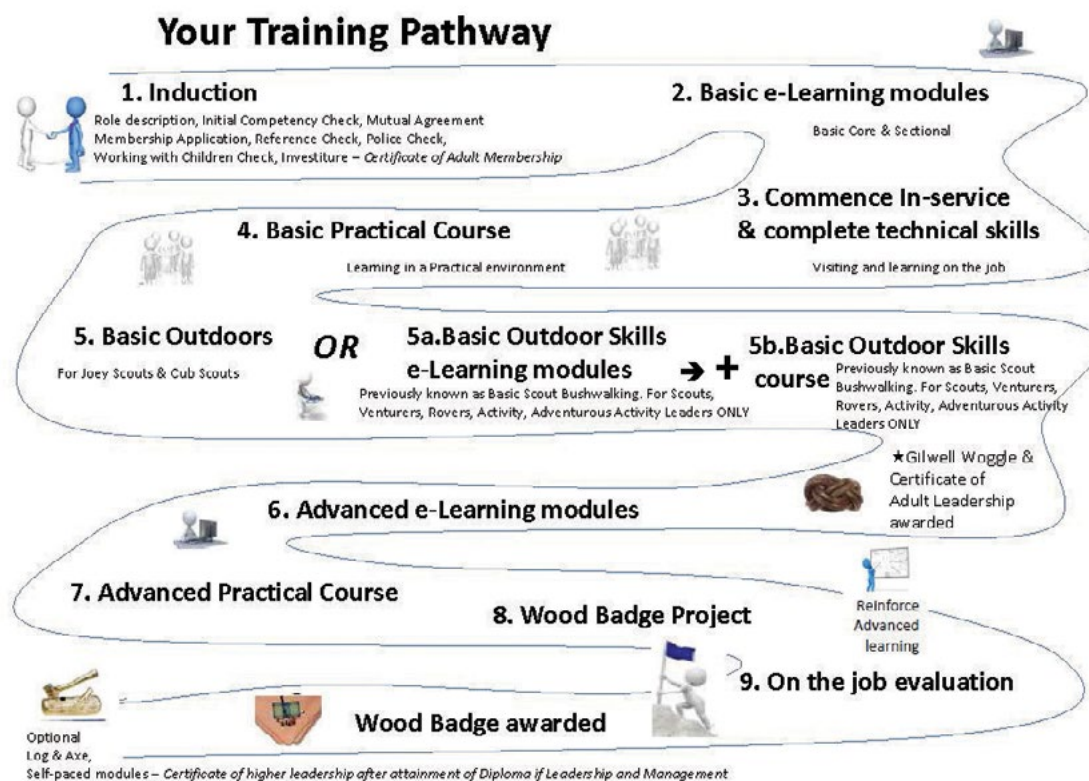 Your Training Pathway
1. Induction
Role description, Initial Competency Check, Mutual Agreement
Membership Application, Reference Check, Police Check,
Working with Children Check, Investiture – Certificate of Adult Membership
2. Basic e-Learning modules
Basic Core & Sectional
3. Commence In-service
& complete technical skills
Visiting and learning on the job
4. Basic Practical Course
Learning in a Practical environment
5. Basic Outdoors
For Joey Scouts & Cub Scouts
OR
5a.Basic Outdoor Skills
e-Learning modules
Previously known as Basic Scout Bushwalking. For Scouts,
Venturers, Rovers, Activity, Adventurous Activity Leaders ONLY
➔ +
5b.Basic Outdoor Skills
course
Previously known as Basic Scout
Bushwalking. For Scouts, Venturers,
Rovers, Activity, Adventurous Activity
Leaders ONLY
★Gilwell Woggle &
Certificate of
Adult Leadership
awarded
6. Advanced e-Learning modules
7. Advanced Practical Course
8. Wood Badge Project
Reinforce
Advanced
learning
9. On the job evaluation
Wood Badge awarded
Optional
Log & Axe,
Self-paced modules – Certificate of higher leadership after attainment of Diploma if Leadership and Management